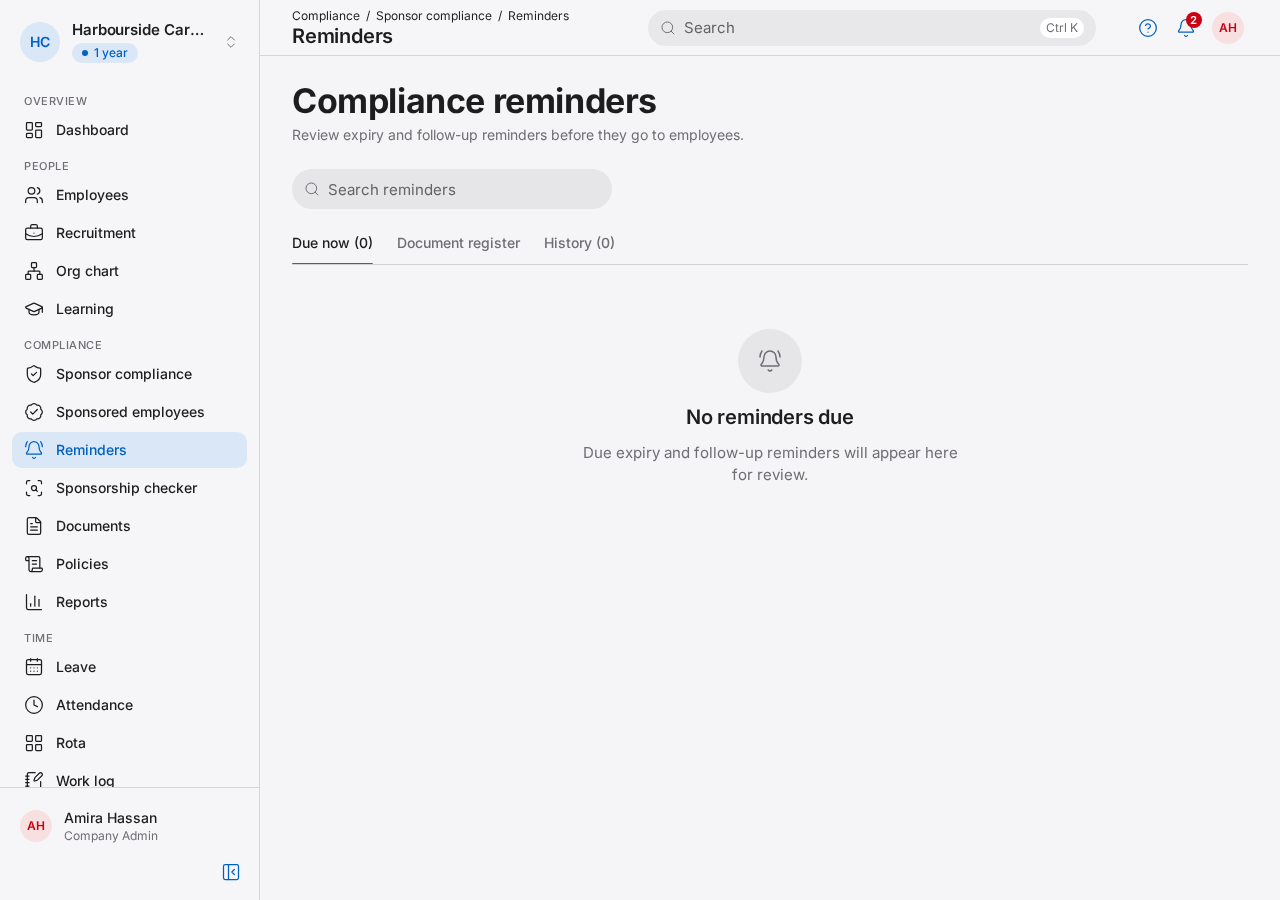 HC
Harbourside Car...
1 year
OVERVIEW
Dashboard
PEOPLE
Employees
Recruitment
Org chart
Learning
COMPLIANCE
Sponsor compliance
Sponsored employees
Reminders
Sponsorship checker
Documents
Policies
Reports
TIME
Leave
Attendance
Rota
Work log
AH
Amira Hassan
Company Admin
Compliance / Sponsor compliance / Reminders
Reminders
Search
Ctrl K
2
AH
Compliance reminders
Review expiry and follow-up reminders before they go to employees.
Search reminders
Due now (0)
Document register
History (0)
No reminders due
Due expiry and follow-up reminders will appear here
for review.